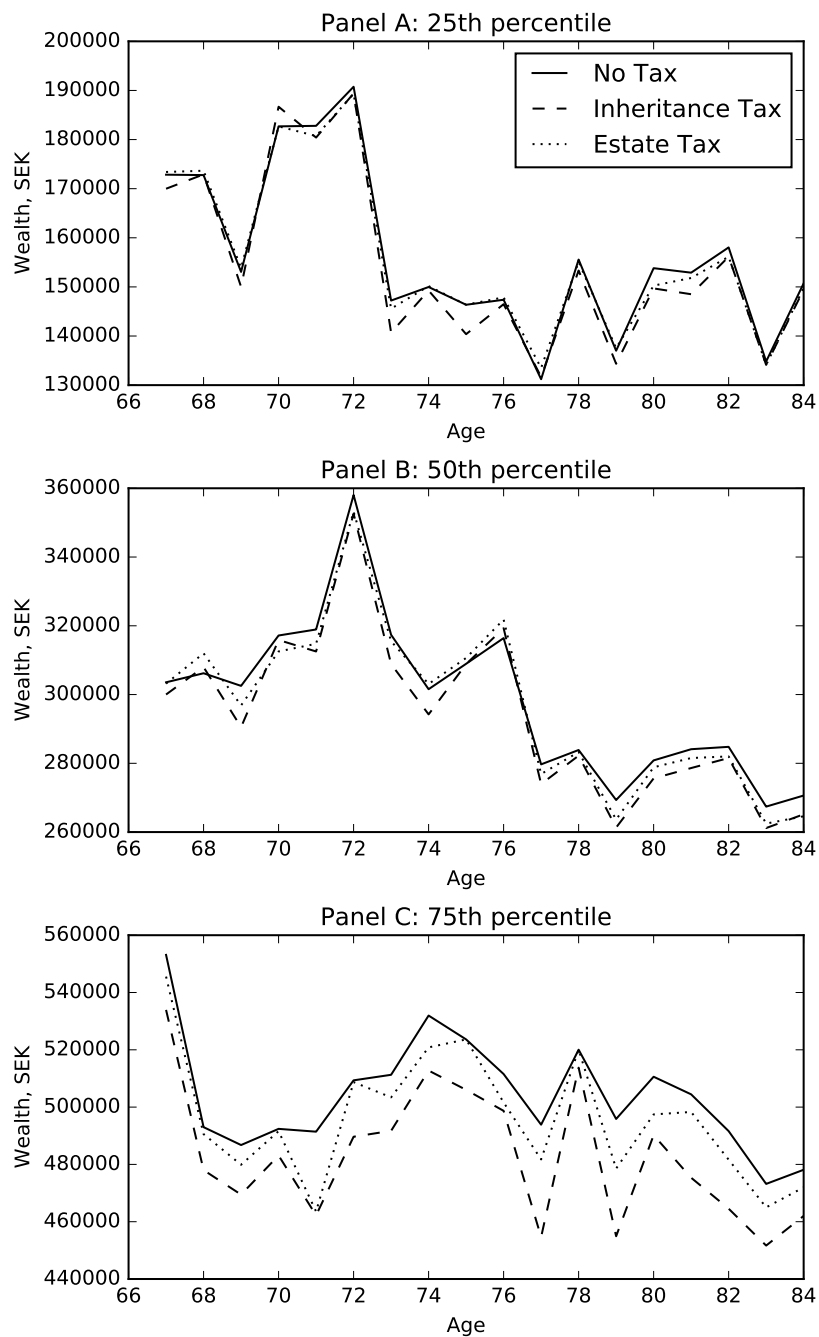 Panel A: 25th percentile
200000
190000
180000
170000
160000
150000
140000
130000
Wealth, SEK
No Tax
Inheritance Tax
Estate Tax
66 68 70 72 74 76 78 80 82 84
Age
Panel B: 50th percentile
360000
340000
320000
300000
280000
260000
Wealth, SEK
66 68 70 72 74 76 78 80 82 84
Age
Panel C: 75th percentile
560000
540000
520000
500000
480000
460000
440000
Wealth, SEK
66 68 70 72 74 76 78 80 82 84
Age